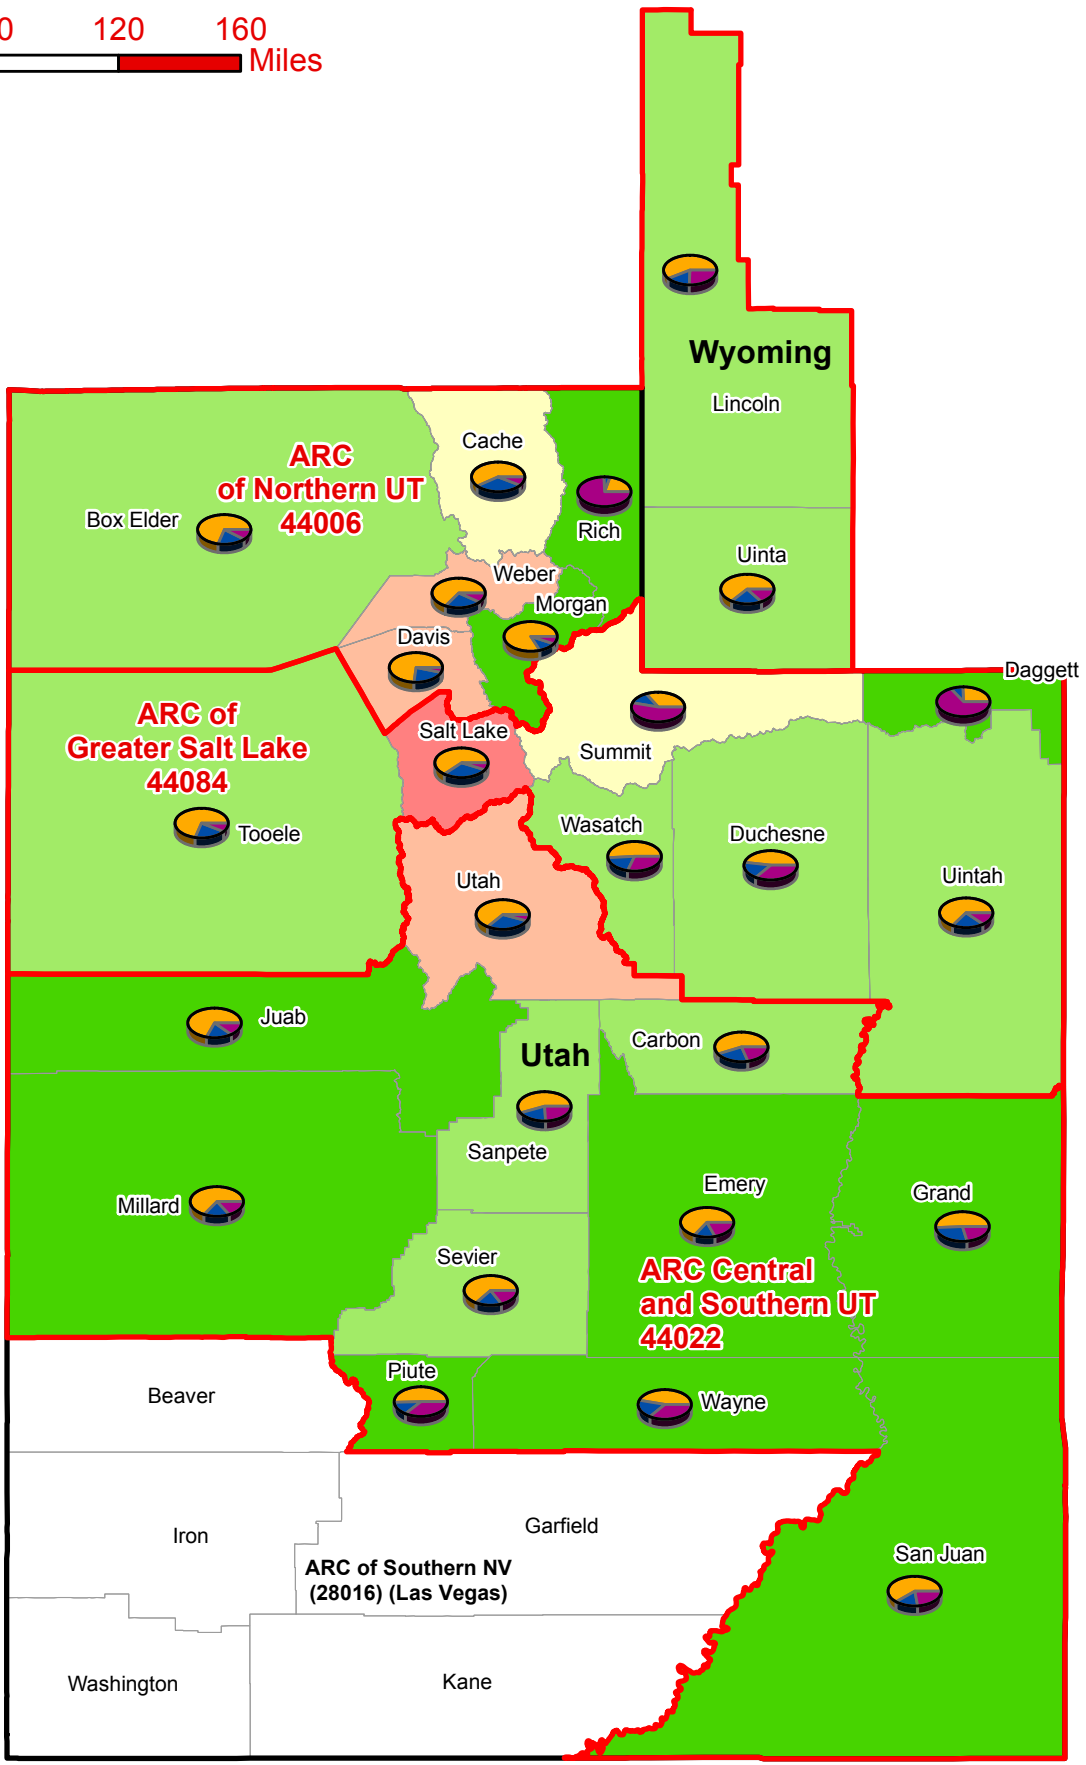 120 160
Miles
Wyoming
Lincoln
Cache
ARC
of Northern UT
44006
Box Elder
Rich
Uinta
Weber
Morgan
Davis
Daggett
ARC of
Greater Salt Lake
44084
Salt Lake
Summit
Tooele
Wasatch
Duchesne
Utah
Uintah
Juab
Utah
Carbon
Sanpete
Millard
Emery
Grand
Sevier
ARC Central
and Southern UT
44022
Piute
Beaver
Wayne
Iron
Garfield
San Juan
ARC of Southern NV
(28016) (Las Vegas)
Washington
Kane